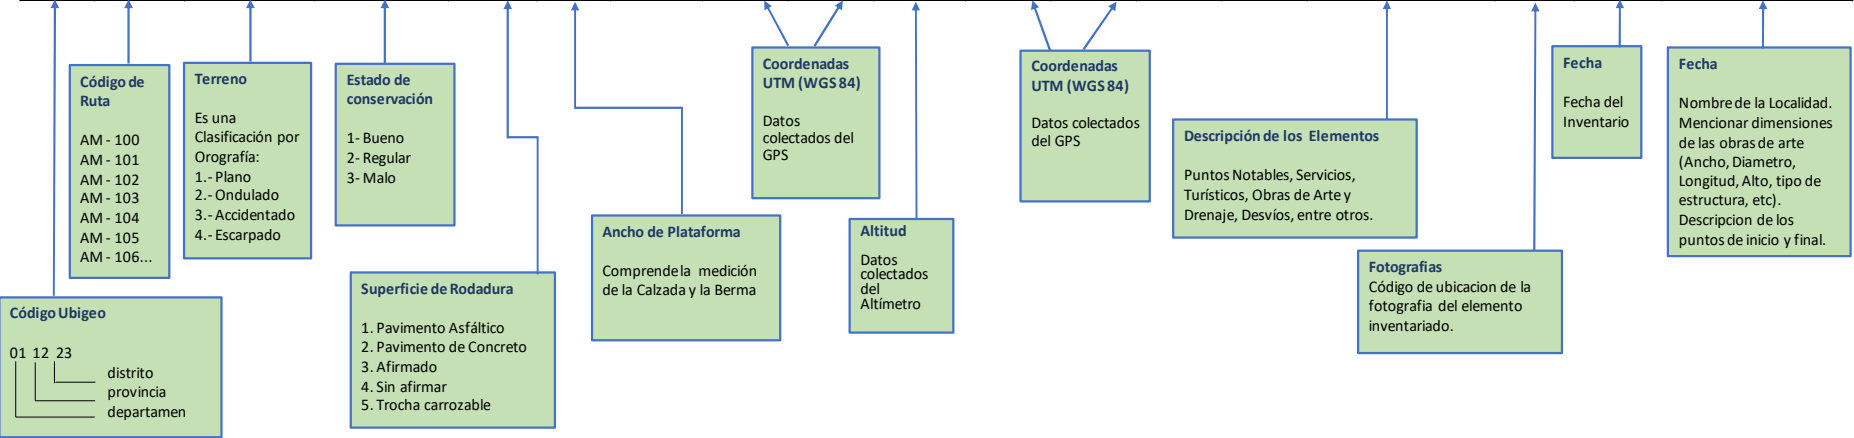 Código de
Ruta
AM - 100
AM - 101
AM - 102
AM - 103
AM - 104
AM - 105
AM - 106...
Terreno
Es una
Clasificación por
Orografía:
1.- Plano
2.- Ondulado
3.- Accidentado
4.- Escarpado
Estado de
conservación
1- Bueno
2- Regular
3- Malo
Coordenadas
UTM (WGS 84)
Datos
colectados del
GPS
Coordenadas
UTM (WGS 84)
Datos colectados
del GPS
Fecha
Fecha del
Inventario
Fecha
Nombre de la Localidad.
Mencionar dimensiones
de las obras de arte
(Ancho, Diametro,
Longitud, Alto, tipo de
estructura, etc).
Descripcion de los
puntos de inicio y final.
Descripción de los Elementos
Puntos Notables, Servicios,
Turísticos, Obras de Arte y
Drenaje, Desvíos, entre otros.
Ancho de Plataforma
Comprende la medición
de la Calzada y la Berma
Altitud
Datos
colectados
del
Altímetro
Fotografias
Código de ubicacion de la
fotografia del elemento
inventariado.
Superficie de Rodadura
1. Pavimento Asfáltico
2. Pavimento de Concreto
3. Afirmado
4. Sin afirmar
5. Trocha carrozable
Código Ubigeo
01 12 23
distrito
provincia
departamen